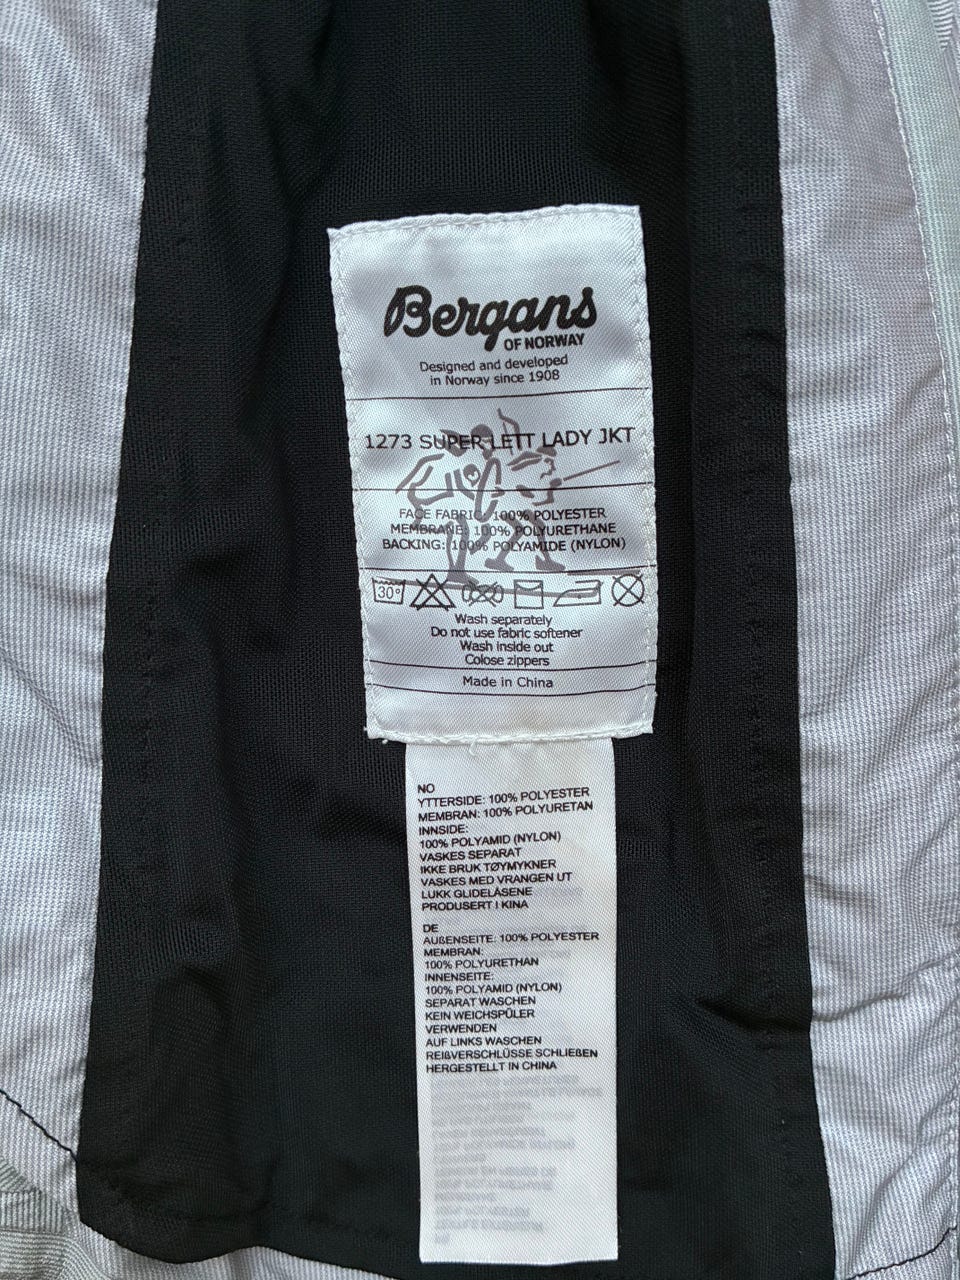 Bergans
OF NORWAY
Designed and developed
in Norway since 1908
1273 SUPER LETT LADY JKT
FACE FABRIC: 100% POLYESTER
MEMBRANE: 100% POLYURETHANE
BACKING: 100% POLYAMIDE (NYLON)
30°
Wash separately
Do not use fabric softener
Wash inside out
Colose zippers
Made in China
NO
YTTERSIDE: 100% POLYESTER
MEMBRAN: 100% POLYURETAN
INNSIDE:
100% POLYAMID (NYLON)
VASKES SEPARAT
IKKE BRUK TØYMYKNER
VASKES MED VRANGEN UT
LUKK GLIDELÅSENE
PRODUSERT I KINA
DE
AUßENSEITE: 100% POLYESTER
MEMBRAN:
100% POLYURETHAN
INNENSEITE:
100% POLYAMID (NYLON)
SEPARAT WASCHEN
KEIN WEICHSPÜLER
VERWENDEN
AUF LINKS WASCHEN
REIßVERSCHLÜSSE SCHLIEßEN
HERGESTELLT IN CHINA